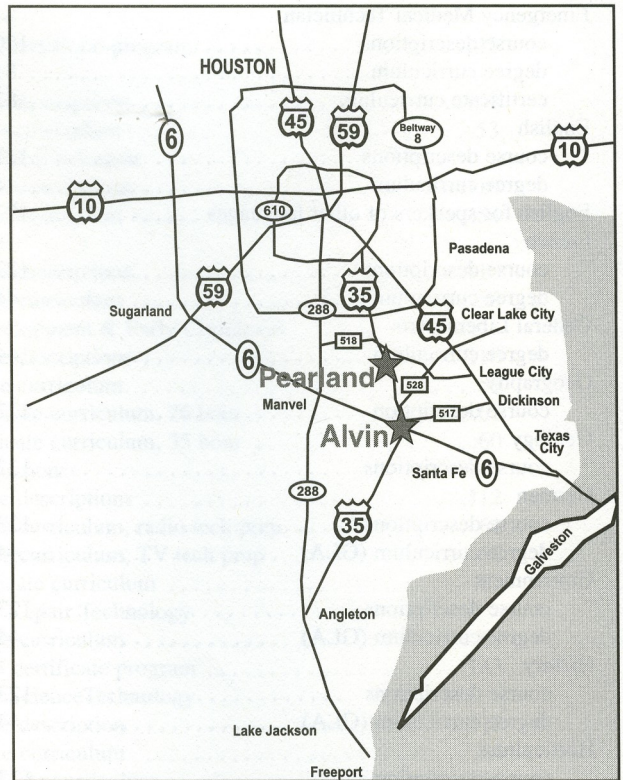 HOUSTON
45
59
6
Beltway
8
10
10
610
Pasadena
59
35
Sugarland
288
45
Clear Lake City
518
6
Pearland
League City
528
Dickinson
Manvel
517
Alvin
Texas
City
Santa Fe
6
288
35
Galveston
Angleton
Lake Jackson
Freeport